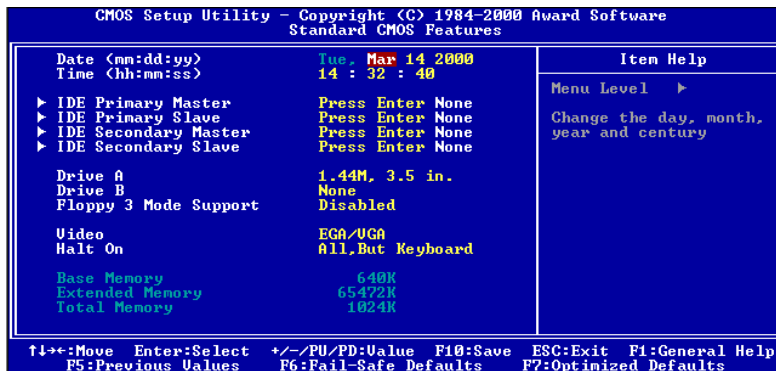 CMOS Setup Utility - Copyright (C) 1984-2000 Award Software
Standard CMOS Features
Date (mm:dd:yy) Tue, Mar 14 2000
Time (hh:mm:ss) 14 : 32 : 40
▶ IDE Primary Master Press Enter None
▶ IDE Primary Slave Press Enter None
▶ IDE Secondary Master Press Enter None
▶ IDE Secondary Slave Press Enter None
Drive A 1.44M, 3.5 in.
Drive B None
Floppy 3 Mode Support Disabled
Video EGA/VGA
Halt On All,But Keyboard
Base Memory 640K
Extended Memory 65472K
Total Memory 1024K
Item Help
Menu Level ▶
Change the day, month,
year and century
↑↓→←:Move Enter:Select +/-/PU/PD:Value F10:Save ESC:Exit F1:General Help
F5:Previous Values F6:Fail-Safe Defaults F7:Optimized Defaults